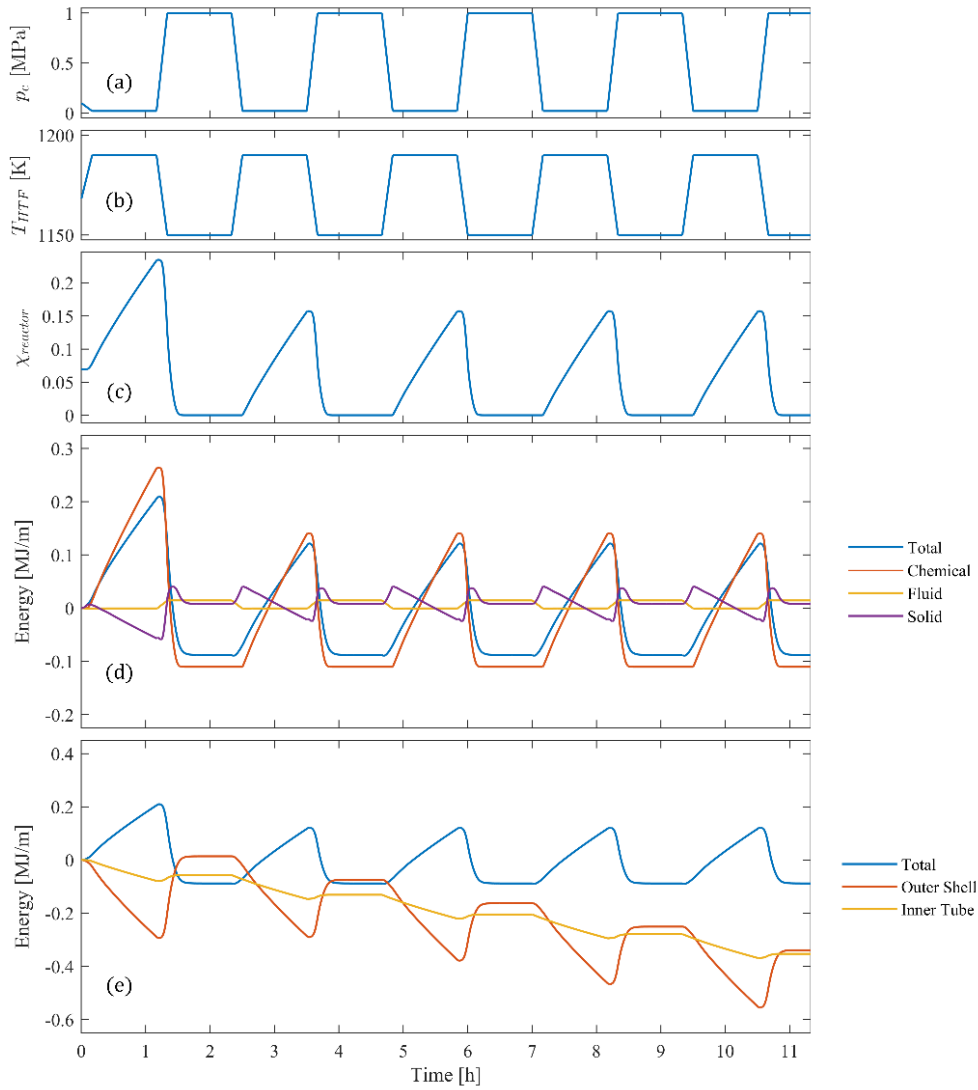 p_c [MPa]
1
0.5
0
(a)
T_HTF [K]
1200
1150
(b)
χ_reactor
0.2
0.15
0.1
0.05
0
(c)
Energy [MJ/m]
0.3
0.2
0.1
0
-0.1
-0.2
(d)
Total
Chemical
Fluid
Solid
Energy [MJ/m]
0.4
0.2
0
-0.2
-0.4
-0.6
(e)
Total
Outer Shell
Inner Tube
0 1 2 3 4 5 6 7 8 9 10 11
Time [h]